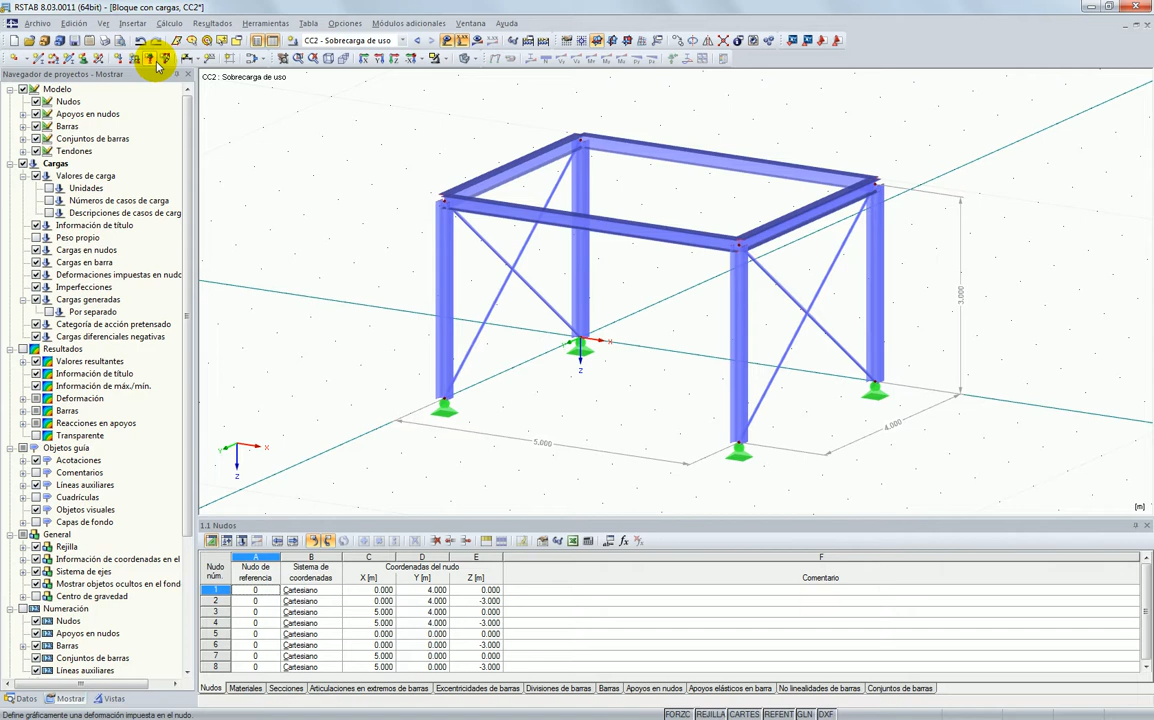 RSTAB 8.03.0011 (64bit) - [Bloque con cargas, CC2*]
Archivo Edición Ver Insertar Cálculo Resultados Herramientas Tabla Opciones Módulos adicionales Ventana Ayuda
CC2 - Sobrecarga de uso
Navegador de proyectos - Mostrar
Modelo
Nudos
Apoyos en nudos
Barras
Conjuntos de barras
Tendones
Cargas
Valores de carga
Unidades
Números de casos de carga
Descripciones de casos de carg
Información de título
Peso propio
Cargas en nudos
Cargas en barra
Deformaciones impuestas en nudo
Imperfecciones
Cargas generadas
Por separado
Categoría de acción pretensado
Cargas diferenciales negativas
Resultados
Valores resultantes
Información de título
Información de máx./mín.
Deformación
Barras
Reacciones en apoyos
Transparente
Objetos guía
Acotaciones
Comentarios
Líneas auxiliares
Cuadrículas
Objetos visuales
Capas de fondo
General
Rejilla
Información de coordenadas en el
Sistema de ejes
Mostrar objetos ocultos en el fond
Centro de gravedad
Numeración
Nudos
Apoyos en nudos
Barras
Conjuntos de barras
Líneas auxiliares
Datos Mostrar Vistas
CC2 : Sobrecarga de uso
3.000
X
Y
Z
5.000
4.000
X
Y
Z
[m]
1.1 Nudos
A B C D E F
Nudo núm. Nudo de referencia Sistema de coordenadas Coordenadas del nudo X [m] Y [m] Z [m] Comentario
1 0 Cartesiano 0.000 4.000 0.000
2 0 Cartesiano 0.000 4.000 -3.000
3 0 Cartesiano 5.000 4.000 0.000
4 0 Cartesiano 5.000 4.000 -3.000
5 0 Cartesiano 0.000 0.000 0.000
6 0 Cartesiano 0.000 0.000 -3.000
7 0 Cartesiano 5.000 0.000 0.000
8 0 Cartesiano 5.000 0.000 -3.000
Nudos Materiales Secciones Articulaciones en extremos de barras Excentricidades de barras Divisiones de barras Barras Apoyos en nudos Apoyos elásticos en barra No linealidades de barra Conjuntos de barras
Define gráficamente una deformación impuesta en el nudo.
FORZC REJILLA CARTES REFENT GLN DXF